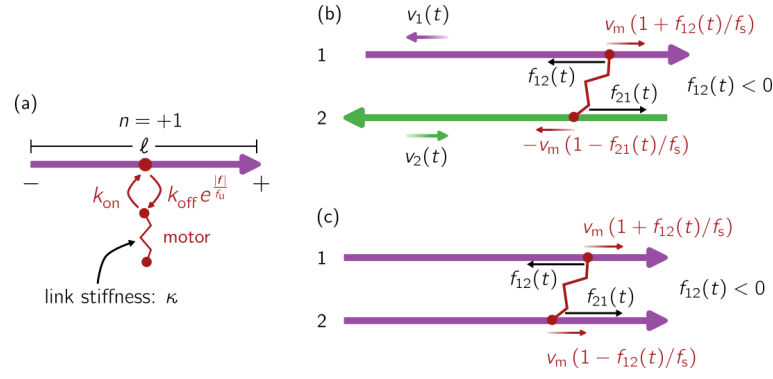 (a)
n = +1
ℓ
−
+
k_on
k_off e^{|f|/f_u}
motor
link stiffness: κ
(b)
v_1(t)
v_m (1 + f_12(t)/f_s)
1
f_12(t)
f_12(t) < 0
f_21(t)
2
v_2(t)
−v_m (1 − f_21(t)/f_s)
(c)
v_m (1 + f_12(t)/f_s)
1
f_12(t)
f_12(t) < 0
f_21(t)
2
v_m (1 − f_12(t)/f_s)